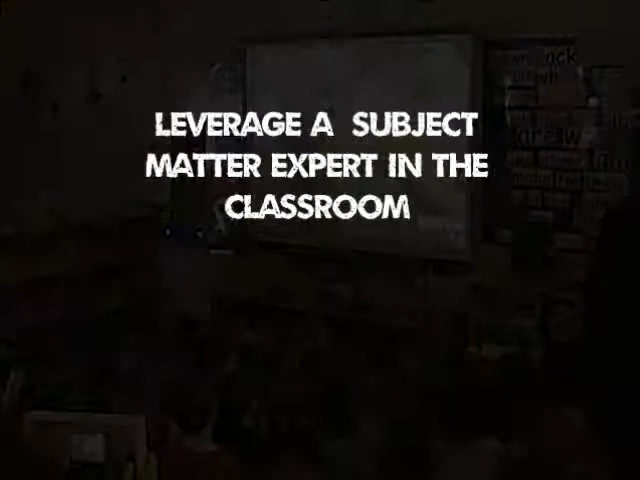 LEVERAGE A SUBJECT
MATTER EXPERT IN THE
CLASSROOM